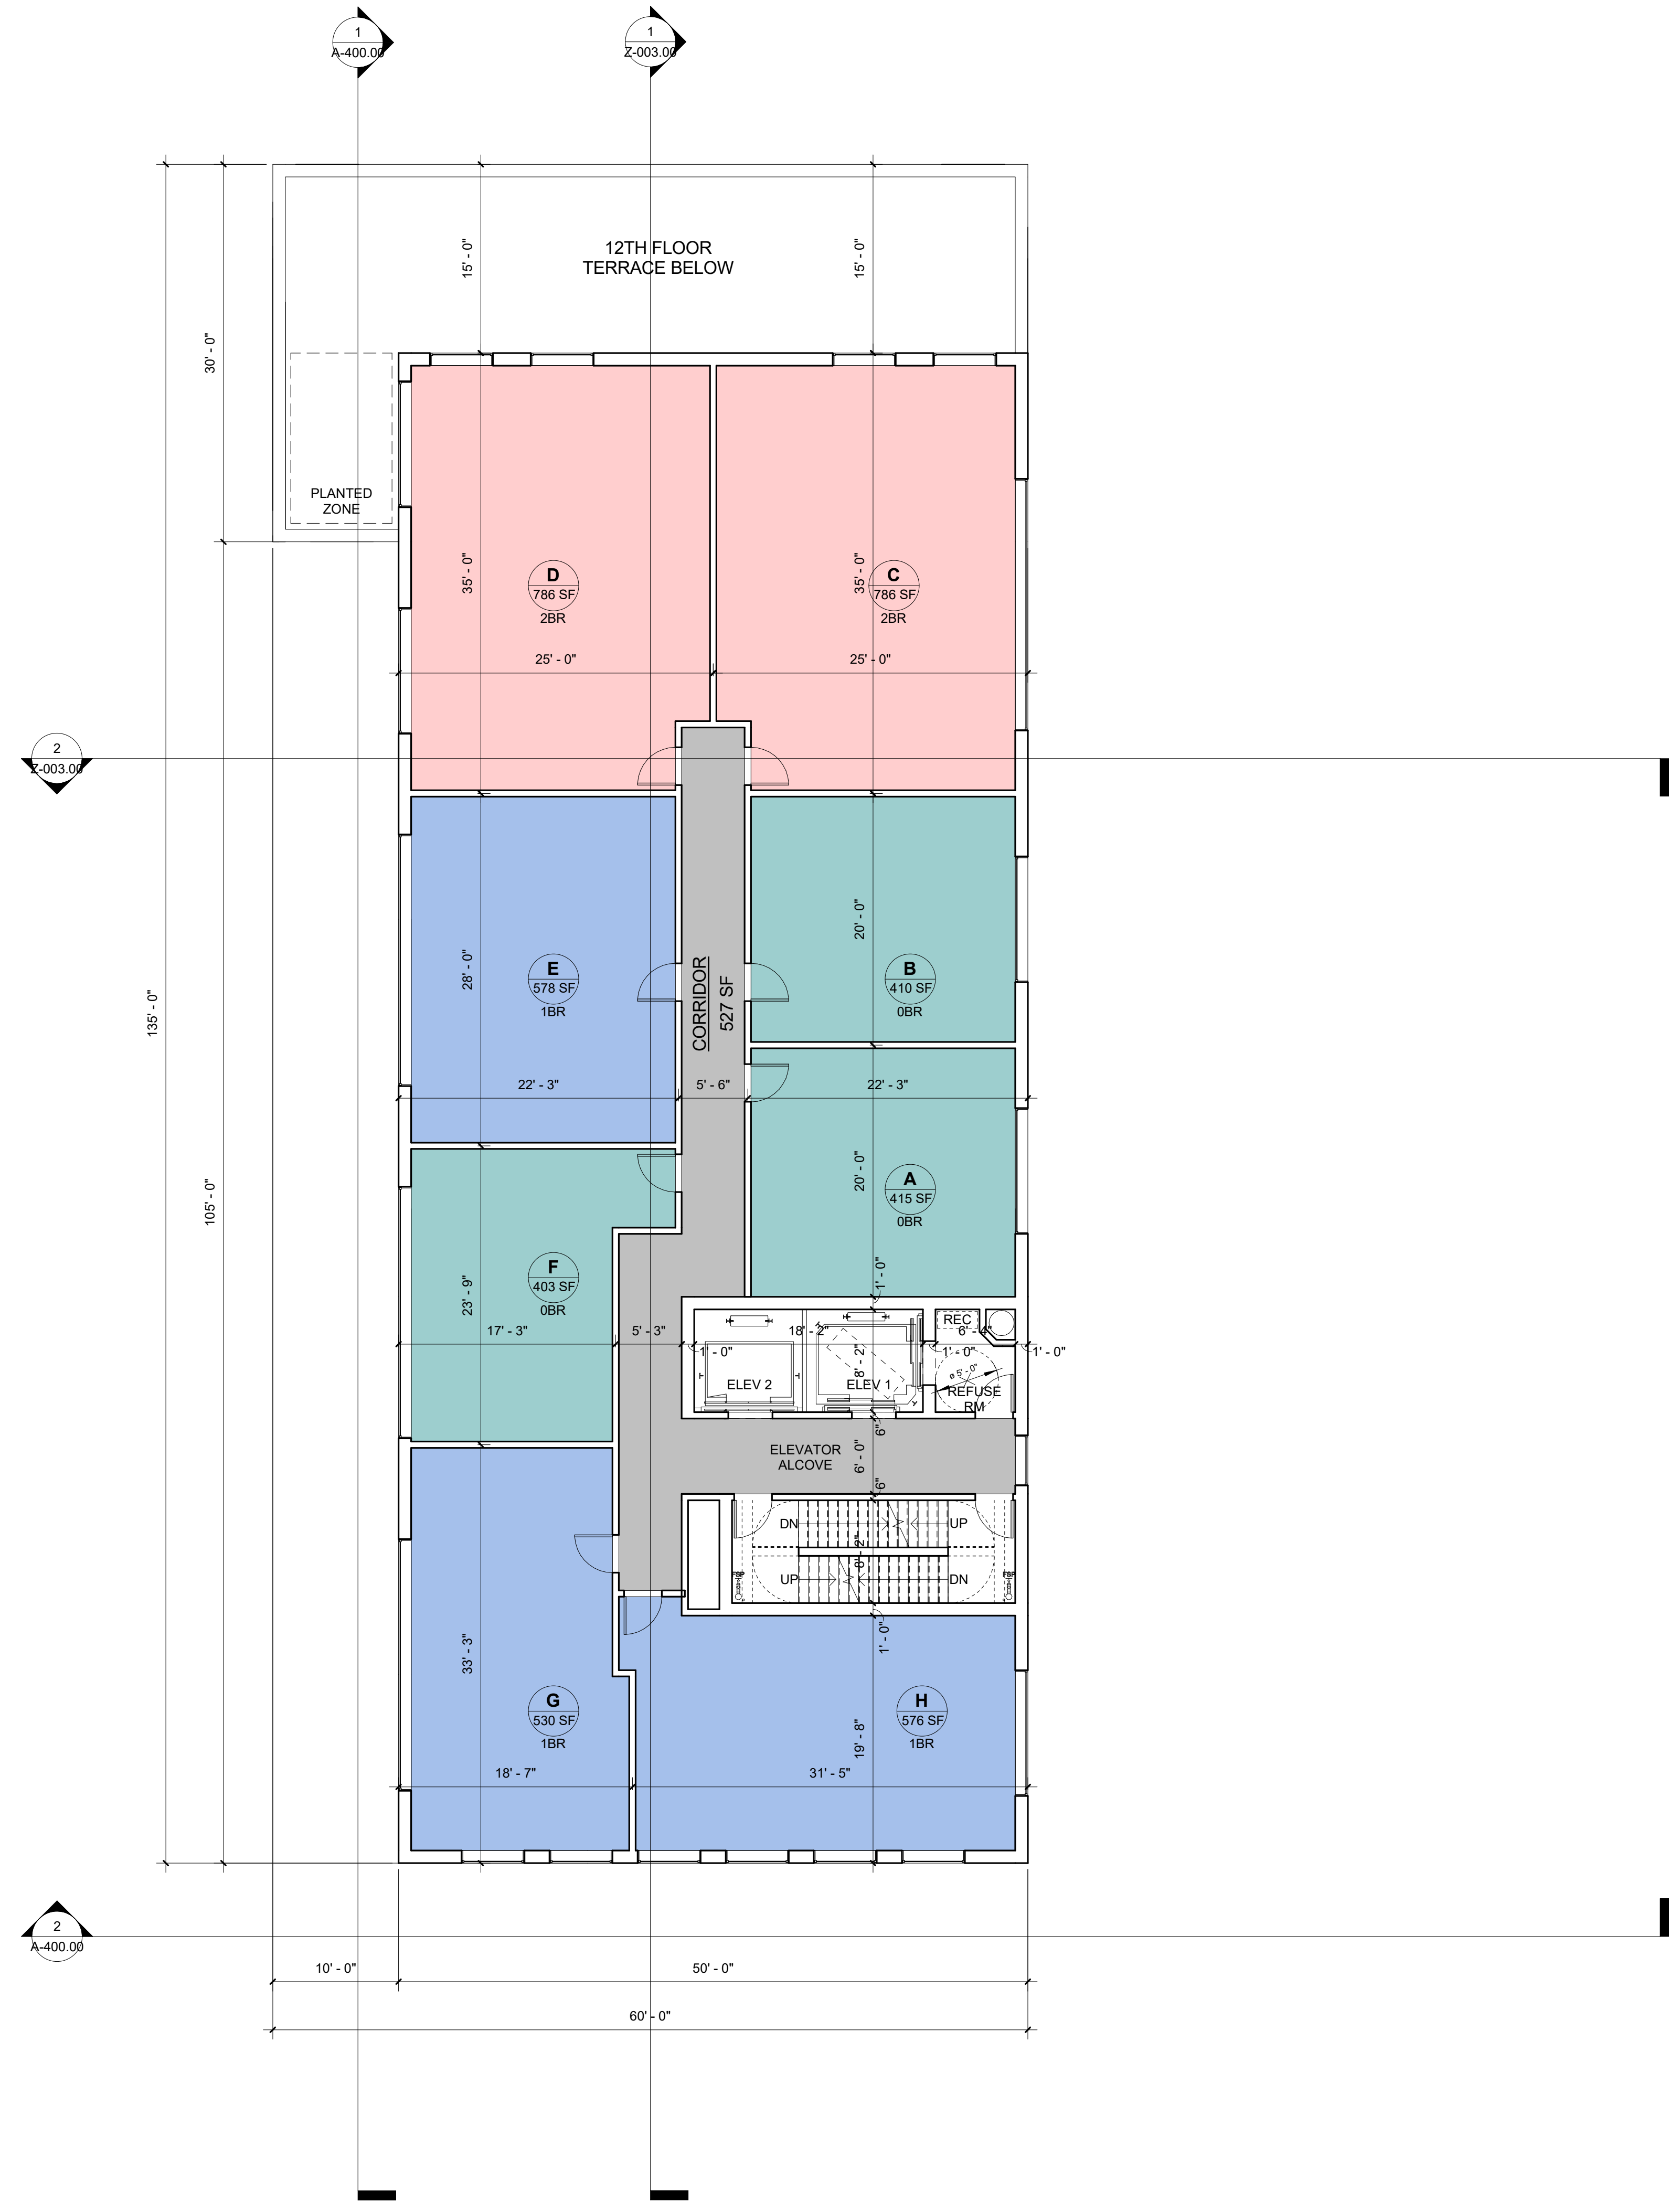 1
A-400.00
1
Z-003.00
12TH FLOOR
TERRACE BELOW
15' - 0"
15' - 0"
30' - 0"
PLANTED
ZONE
35' - 0"
35' - 0"
D
786 SF
2BR
C
786 SF
2BR
25' - 0"
25' - 0"
2
Z-003.00
135' - 0"
105' - 0"
28' - 0"
E
578 SF
1BR
CORRIDOR
527 SF
20' - 0"
B
410 SF
0BR
22' - 3"
5' - 6"
22' - 3"
20' - 0"
A
415 SF
0BR
23' - 9"
F
403 SF
0BR
1' - 0"
17' - 3"
5' - 3"
18' - 2"
REC
6' - 4"
1' - 0"
8' - 2"
1' - 0"
1' - 0"
ø 5' - 0"
ELEV 2
ELEV 1
REFUSE
RM
6"
ELEVATOR
ALCOVE
6' - 0"
6"
DN
UP
8' - 2"
UP
DN
FSP
FSP
1' - 0"
33' - 3"
G
530 SF
1BR
19' - 8"
H
576 SF
1BR
18' - 7"
31' - 5"
2
A-400.00
10' - 0"
50' - 0"
60' - 0"